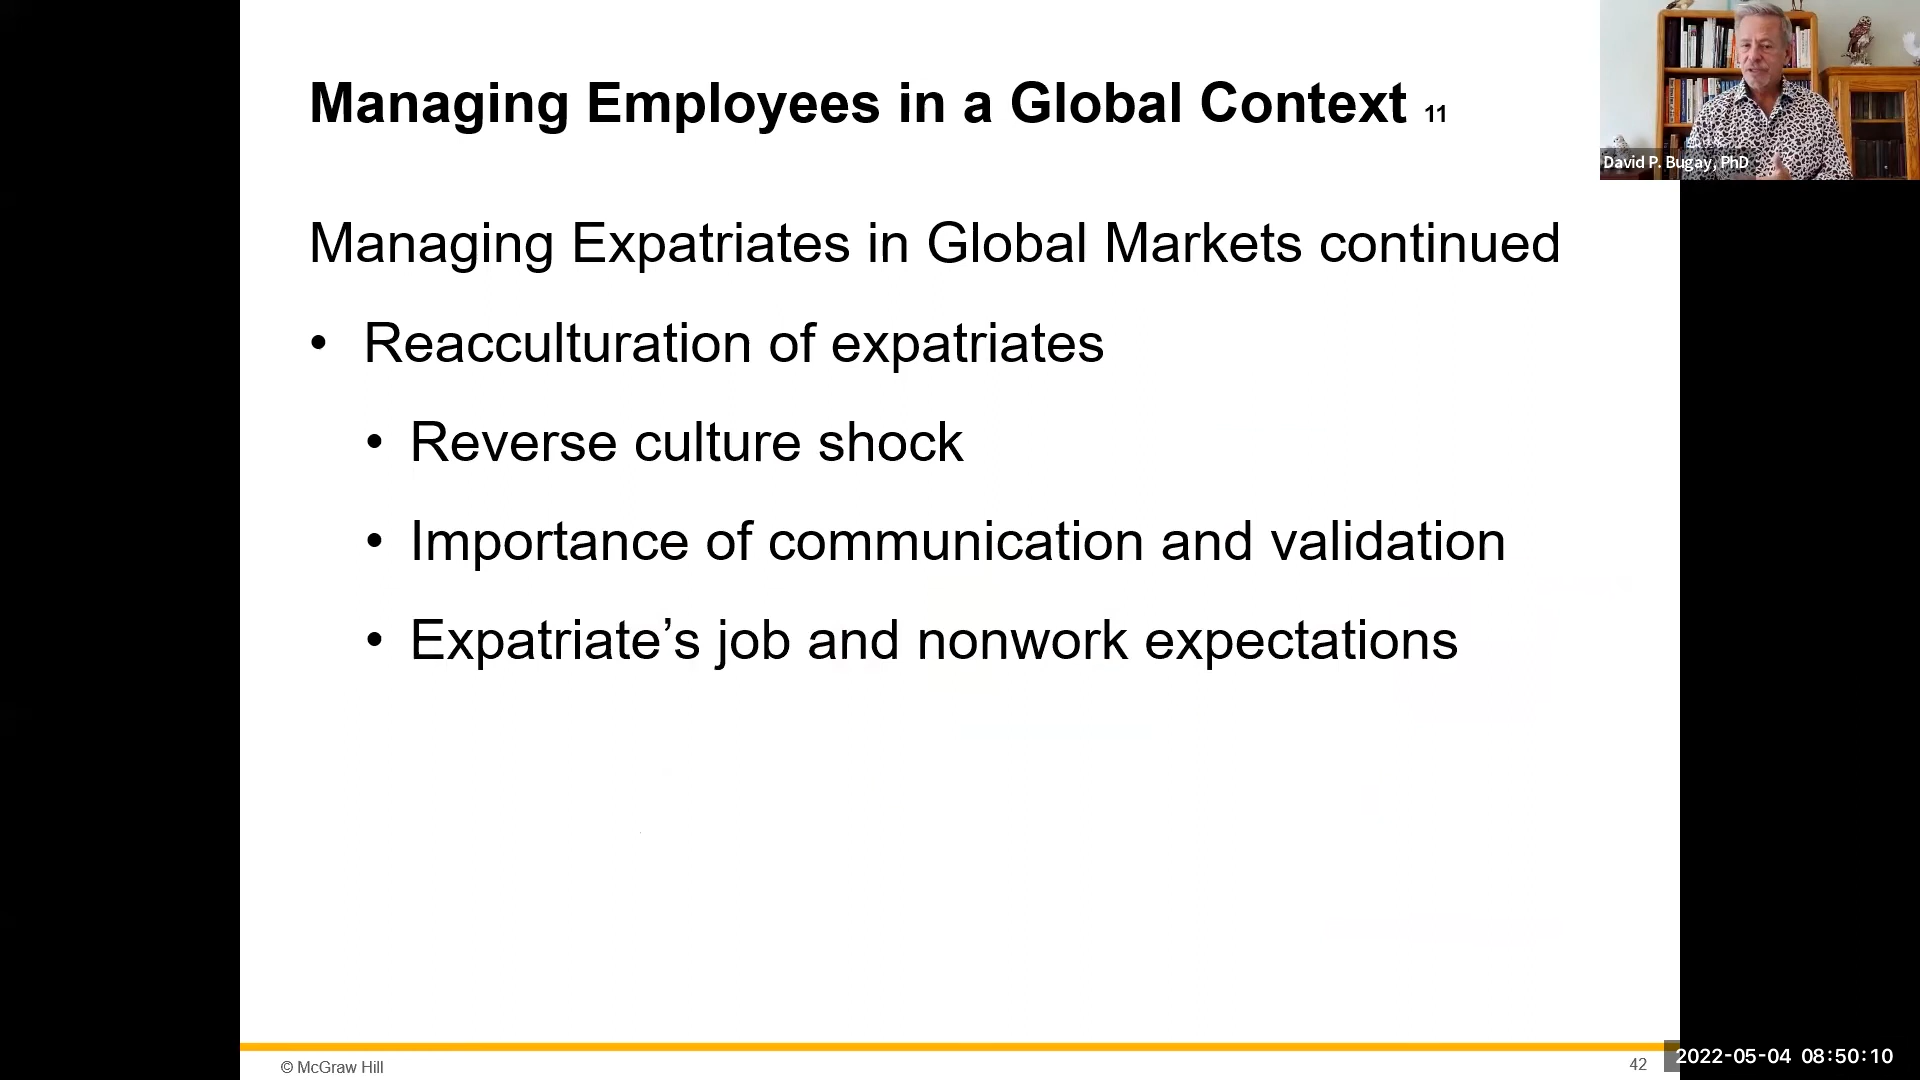 Managing Employees in a Global Context 11
David P. Bugay, PhD
Managing Expatriates in Global Markets continued
• Reacculturation of expatriates
• Reverse culture shock
• Importance of communication and validation
• Expatriate’s job and nonwork expectations
© McGraw Hill
42
2022-05-04 08:50:10